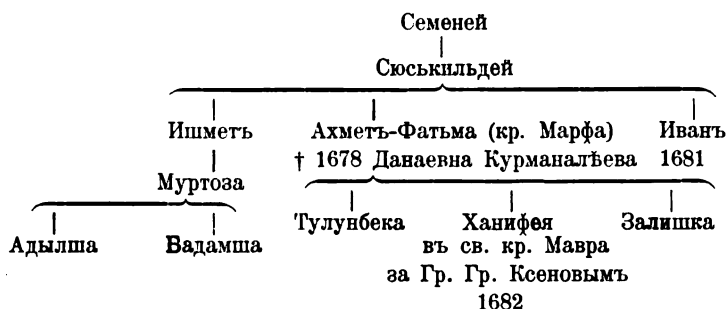 Семеней
Сюськильдей
Ишметъ Ахметъ-Фатьма (кр. Марфа) Иванъ
† 1678 Данаевна Курманалѣева 1681
Муртоза
Тулунбека Ханифея Залишка
Адылша Бадамша въ св. кр. Мавра
за Гр. Гр. Ксеновымъ
1682